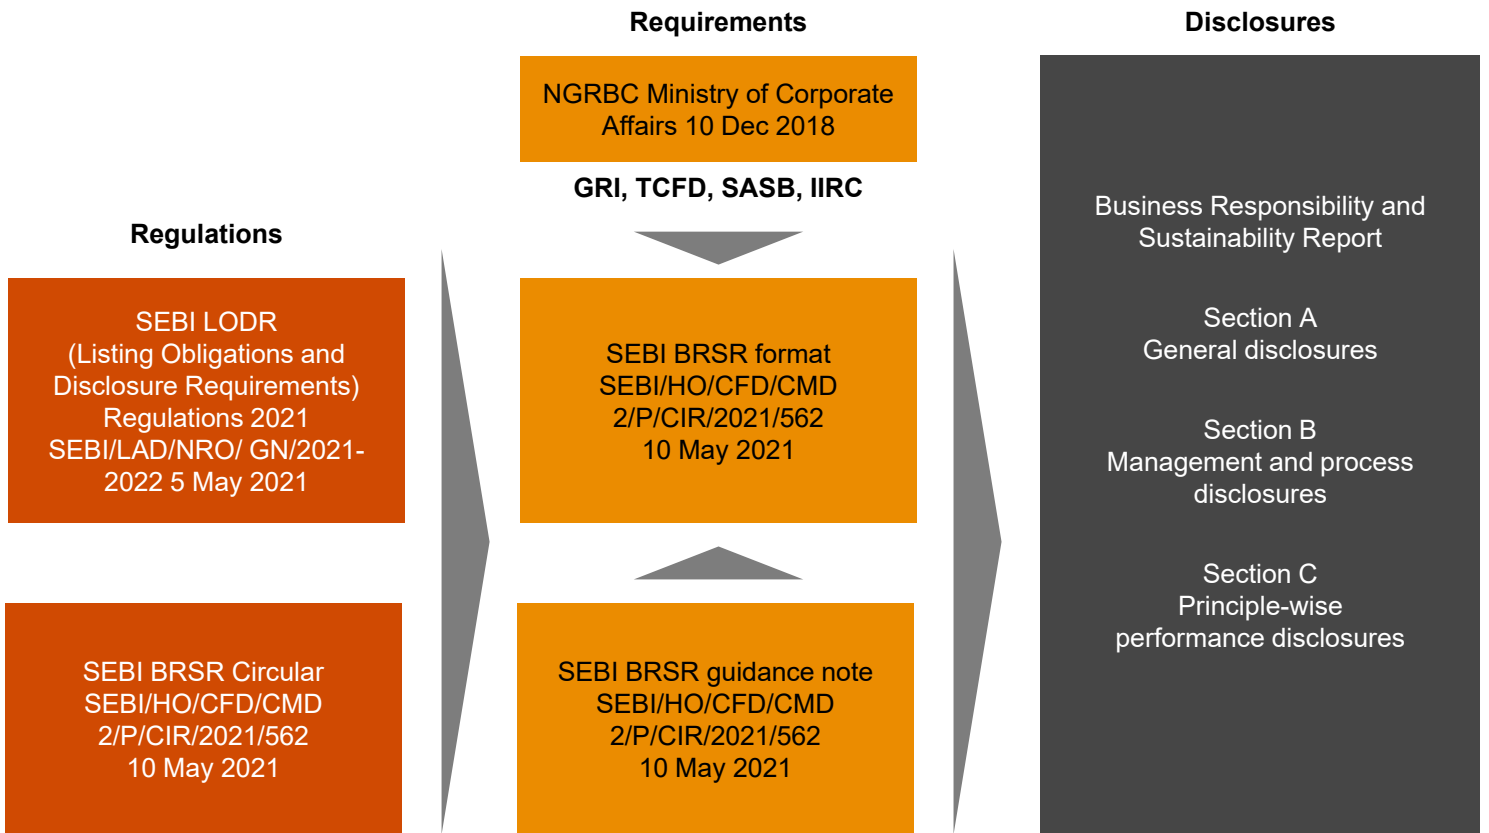 Regulations
SEBI LODR
(Listing Obligations and
Disclosure Requirements)
Regulations 2021
SEBI/LAD/NRO/ GN/2021-
2022 5 May 2021
SEBI BRSR Circular
SEBI/HO/CFD/CMD
2/P/CIR/2021/562
10 May 2021
Requirements
NGRBC Ministry of Corporate
Affairs 10 Dec 2018
GRI, TCFD, SASB, IIRC
SEBI BRSR format
SEBI/HO/CFD/CMD
2/P/CIR/2021/562
10 May 2021
SEBI BRSR guidance note
SEBI/HO/CFD/CMD
2/P/CIR/2021/562
10 May 2021
Disclosures
Business Responsibility and
Sustainability Report
Section A
General disclosures
Section B
Management and process
disclosures
Section C
Principle-wise
performance disclosures